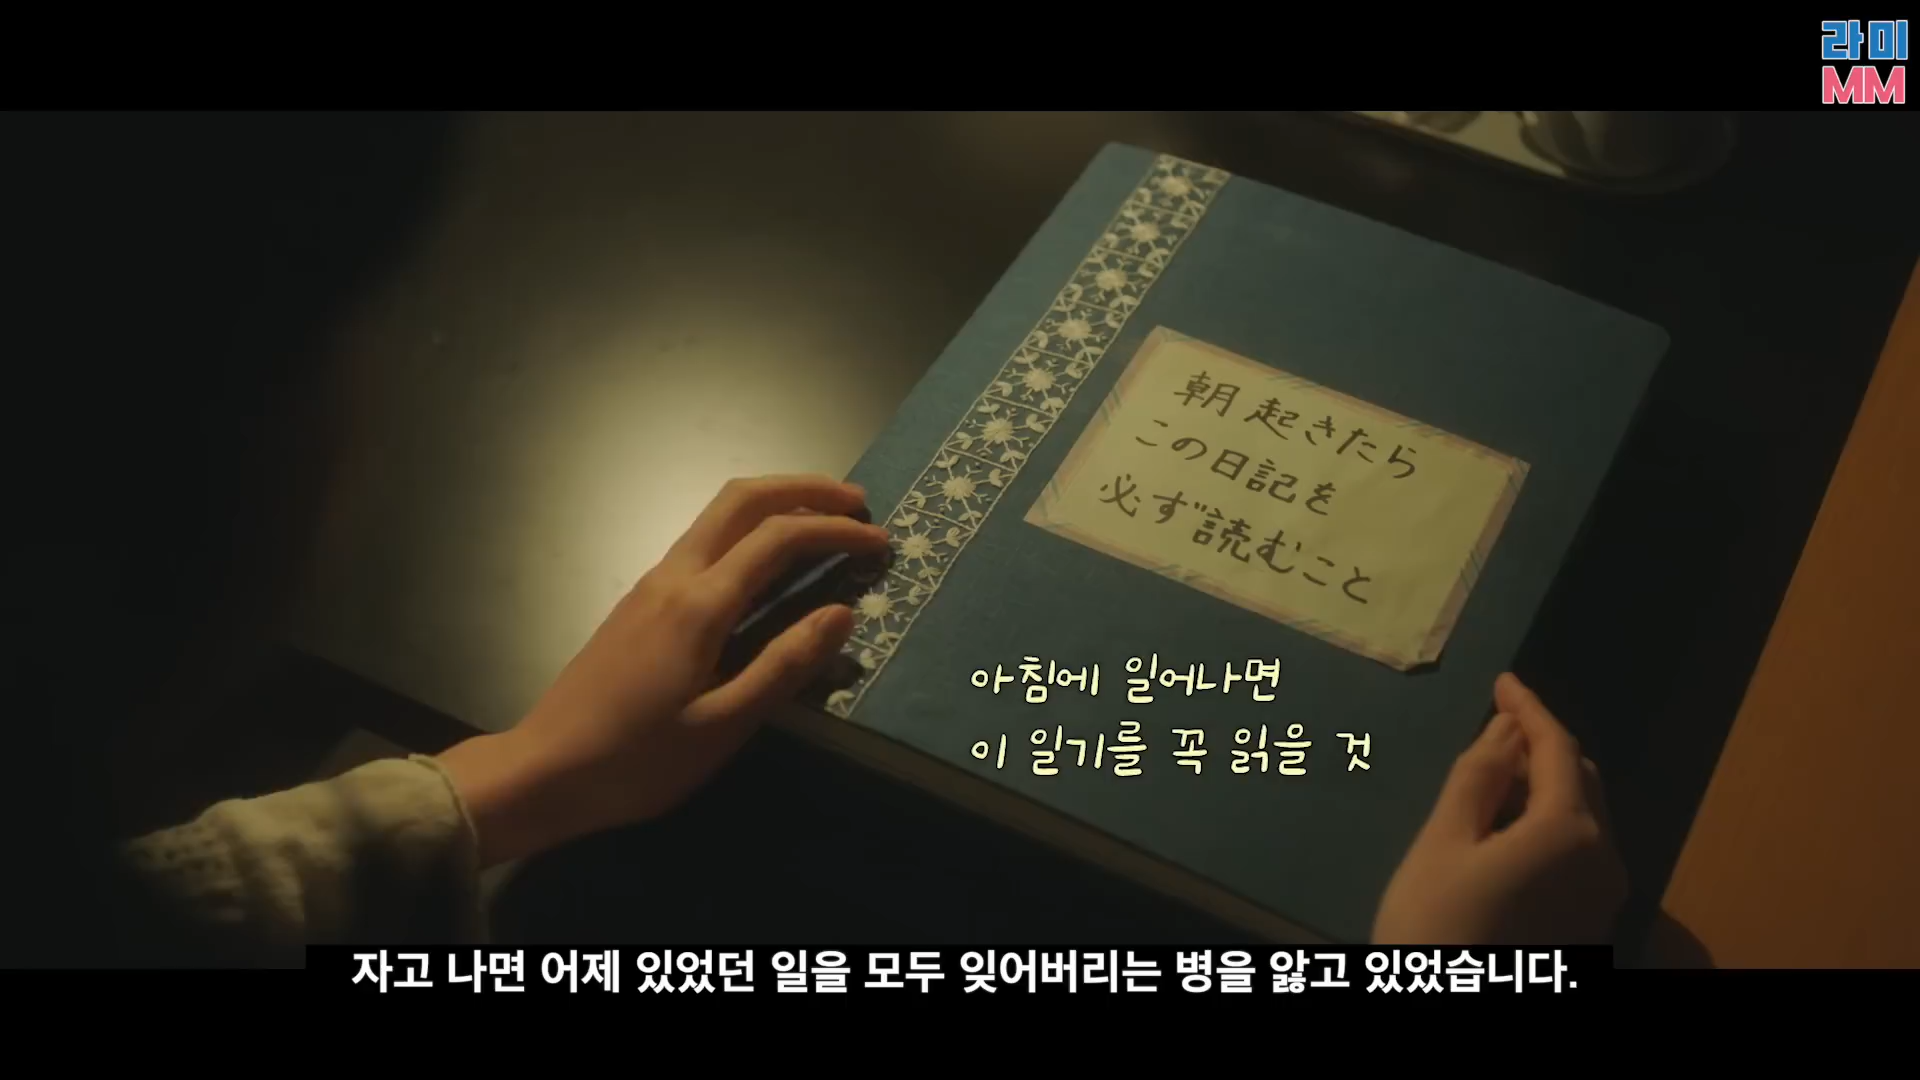 라미
MM
朝起きたら
この日記を
必ず読むこと
아침에 일어나면
이 일기를 꼭 읽을 것
자고 나면 어제 있었던 일을 모두 잊어버리는 병을 앓고 있었습니다.